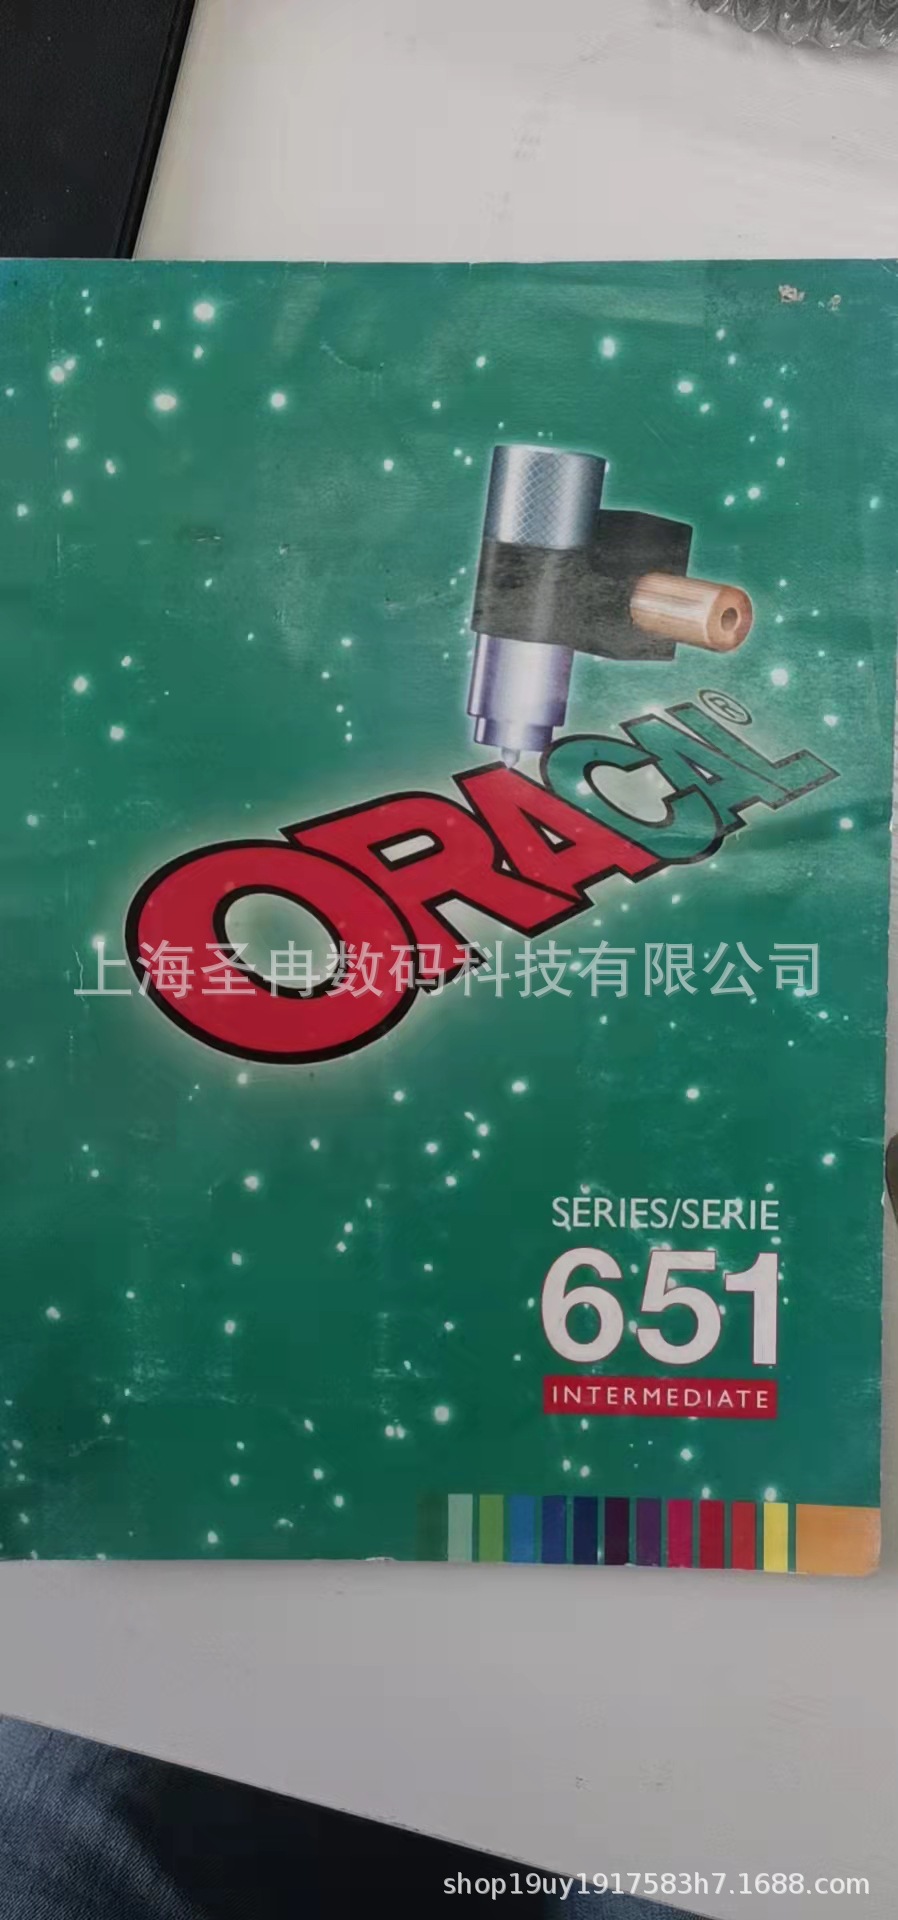 ORACAL®
上海圣冉数码科技有限公司
SERIES/SERIE
651
INTERMEDIATE
shop19uy1917583h7.1688.com